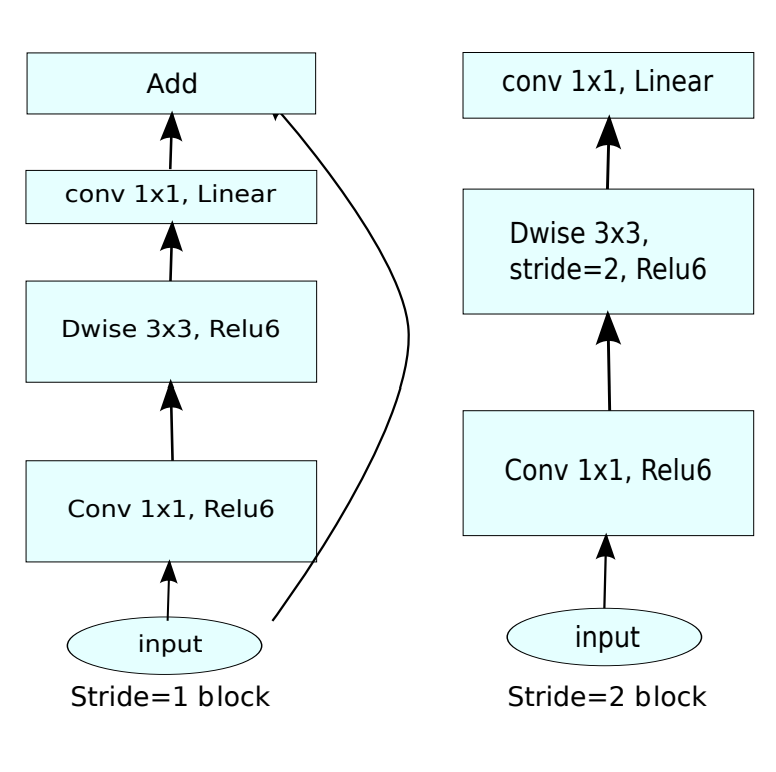 Add
conv 1x1, Linear
Dwise 3x3, Relu6
Conv 1x1, Relu6
input
Stride=1 block
conv 1x1, Linear
Dwise 3x3,
stride=2, Relu6
Conv 1x1, Relu6
input
Stride=2 block